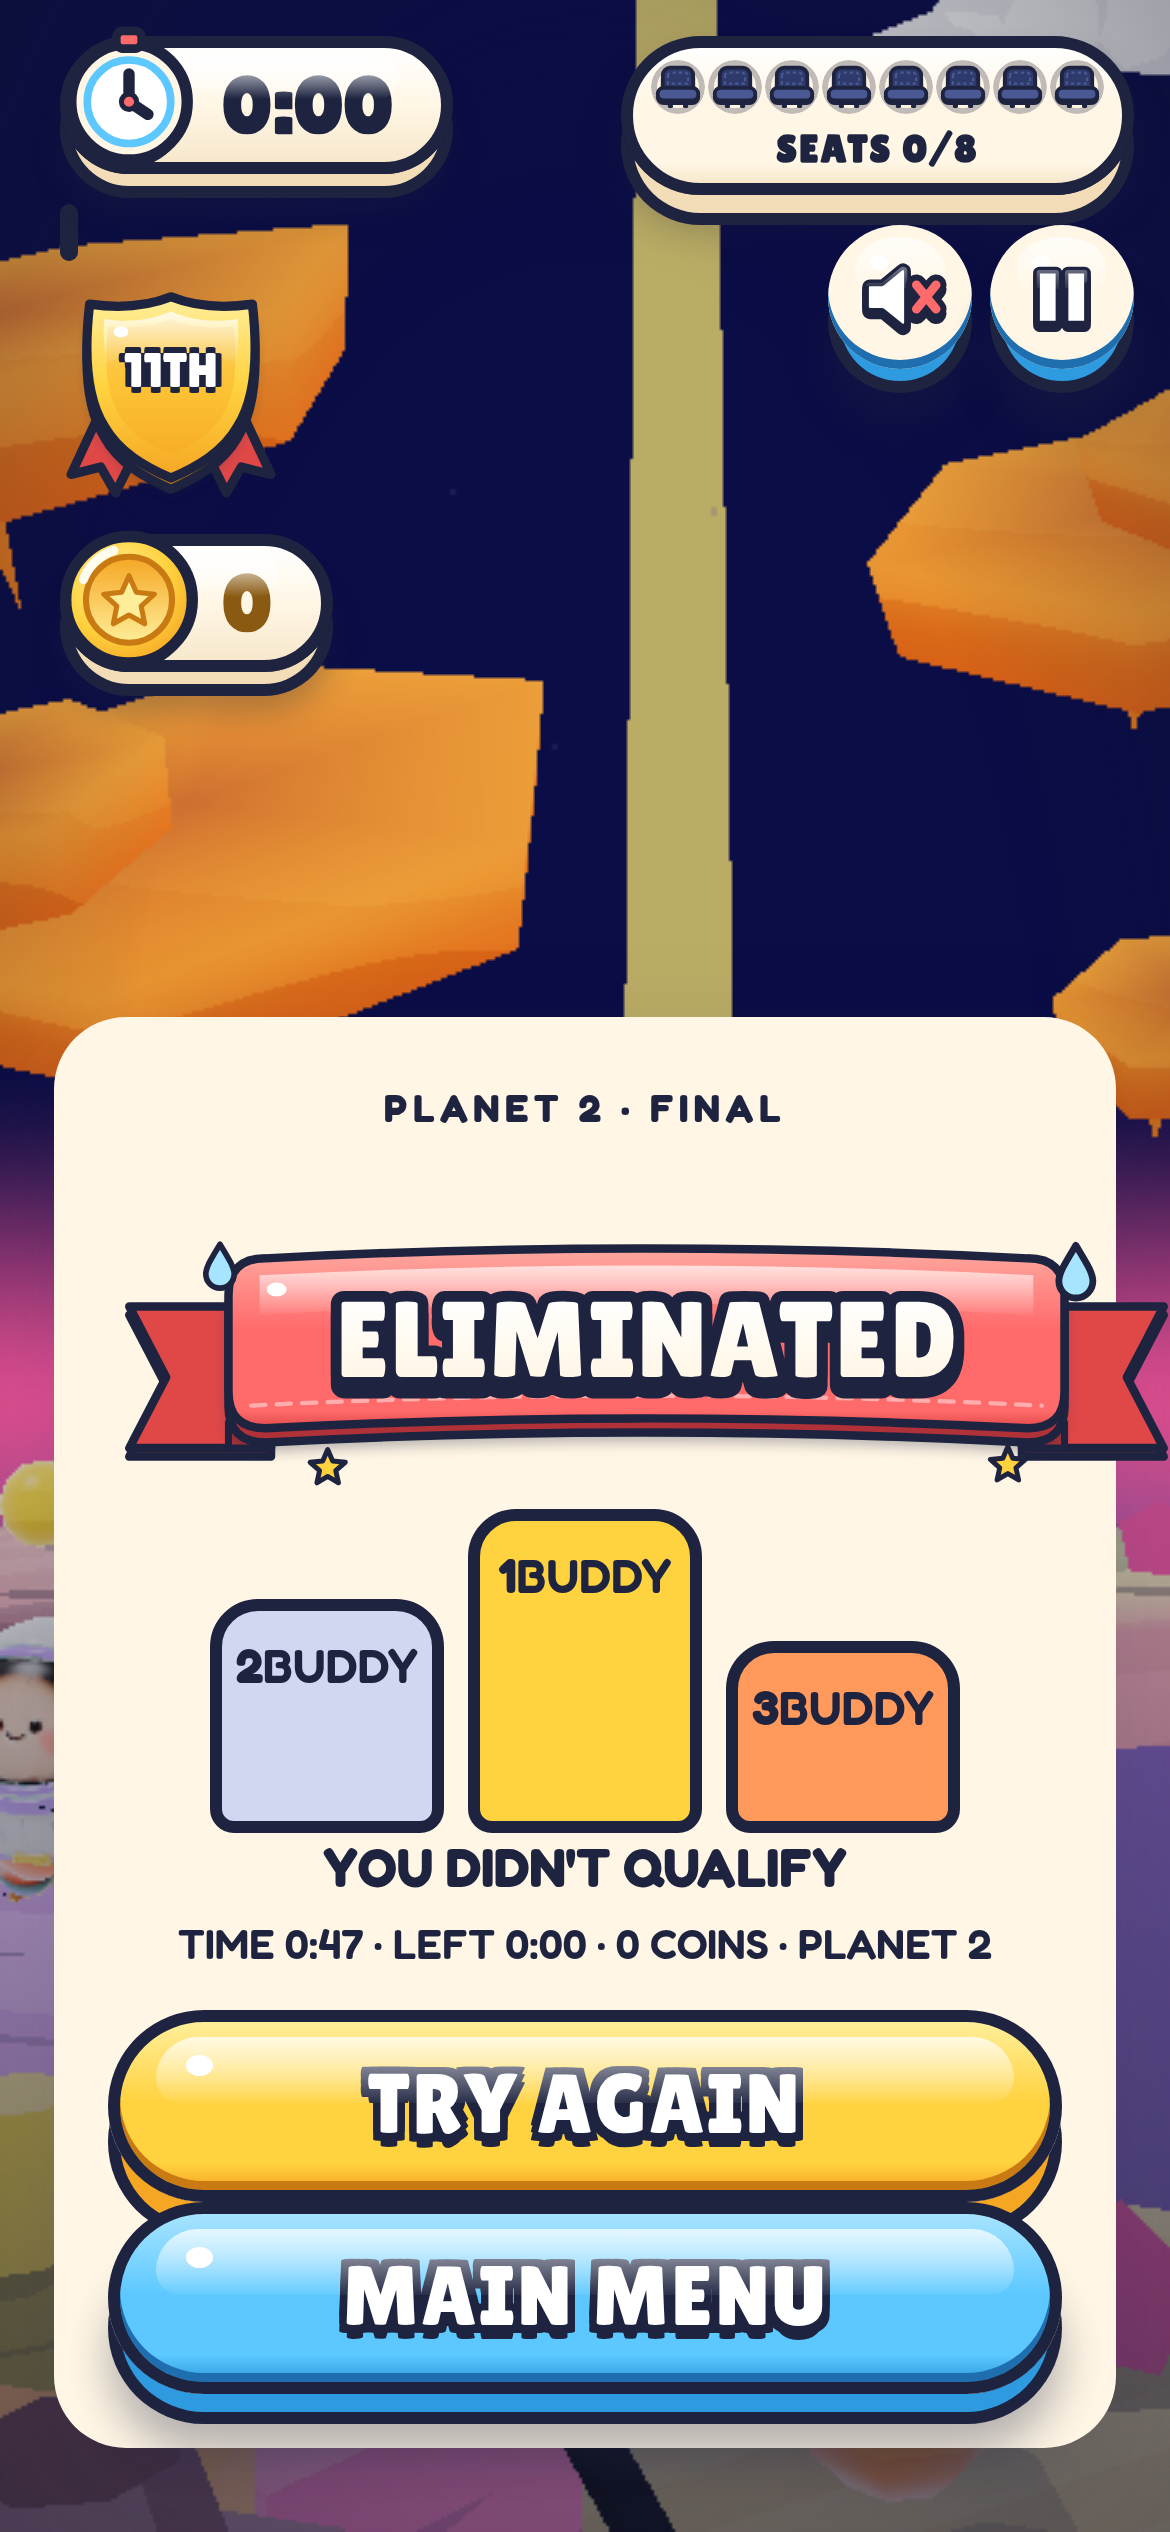 0:00
SEATS 0/8
11TH
0
PLANET 2 · FINAL
ELIMINATED
1BUDDY
2BUDDY
3BUDDY
YOU DIDN'T QUALIFY
TIME 0:47 · LEFT 0:00 · 0 COINS · PLANET 2
TRY AGAIN
MAIN MENU